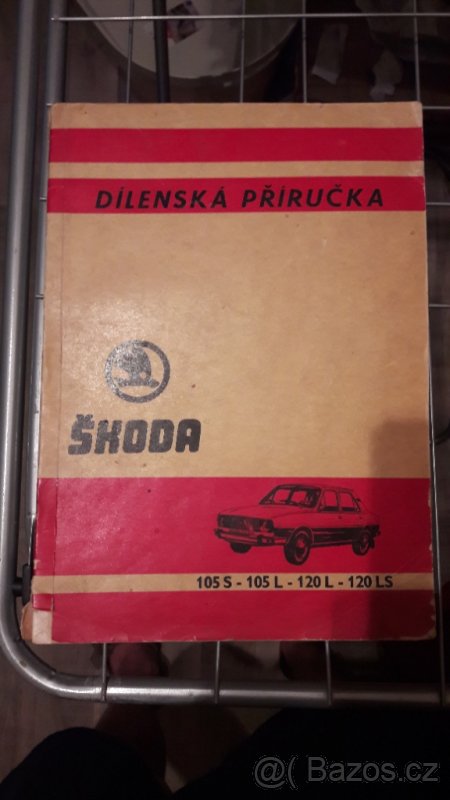 DÍLENSKÁ PŘÍRUČKA
ŠKODA
105 S - 105 L - 120 L - 120 LS
@( Bazos.cz